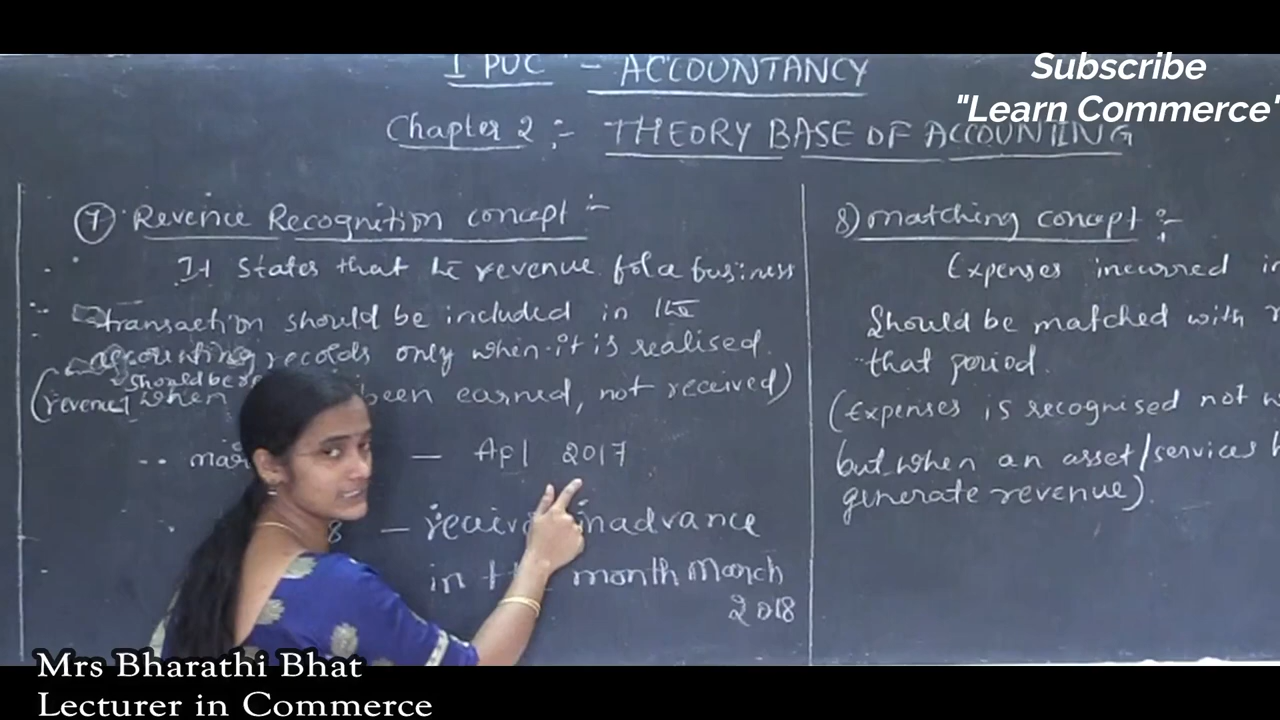 I PUC - ACCOUNTANCY
Subscribe
"Learn Commerce"
Chapter 2 :- THEORY BASE OF ACCOUNTING
7 Revenue Recognition concept :-
It states that the revenue for a business
transaction should be included in the
accounting records only when it is realised.
should be
(revenue when been earned, not received)
- Apl 2017
8 - received in advance
in the month March
2018
8) matching concept :-
Expenses incurred in
Should be matched with
that period.
(Expenses is recognised not
but when an asset/services
generate revenue).
Mrs Bharathi Bhat
Lecturer in Commerce